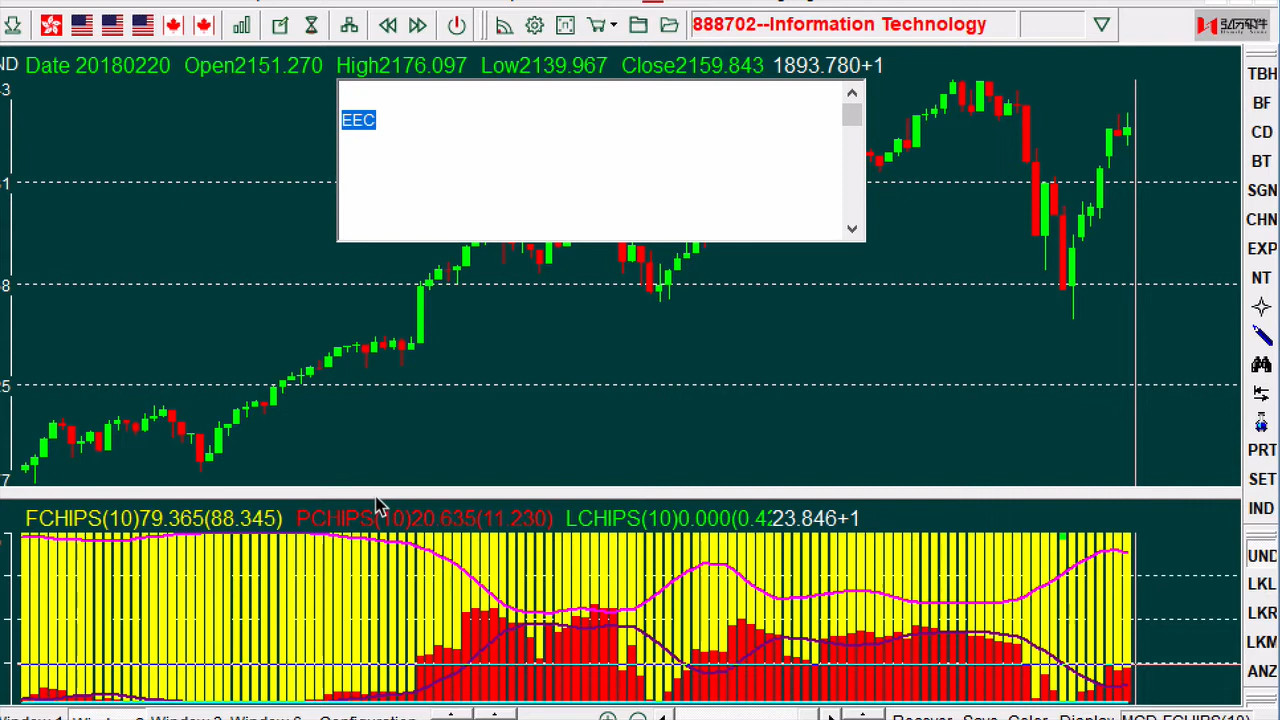 888702--Information Technology
Date 20180220 Open2151.270 High2176.097 Low2139.967 Close2159.843 1893.780+1
EEC
TBH
BF
CD
BT
SGN
CHN
EXP
NT
PRT
SET
IND
FCHIPS(10)79.365(88.345) PCHIPS(10)20.635(11.230) LCHIPS(10)0.000(0.42 23.846+1
UND
LKL
LKR
LKM
ANZ